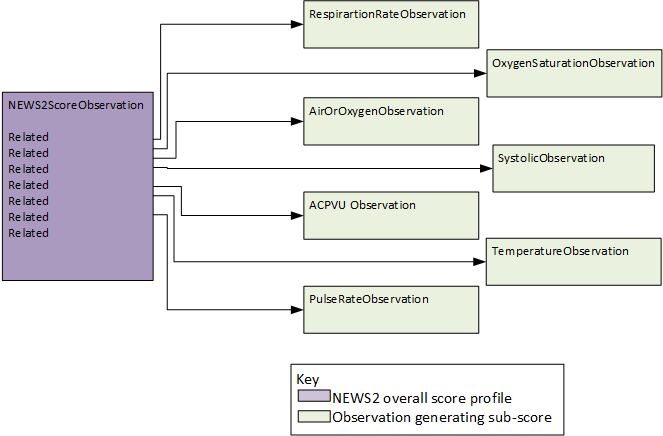 RespirartionRateObservation
OxygenSaturationObservation
NEWS2ScoreObservation
AirOrOxygenObservation
Related
Related
Related
Related
Related
Related
Related
SystolicObservation
ACPVU Observation
TemperatureObservation
PulseRateObservation
Key
NEWS2 overall score profile
Observation generating sub-score